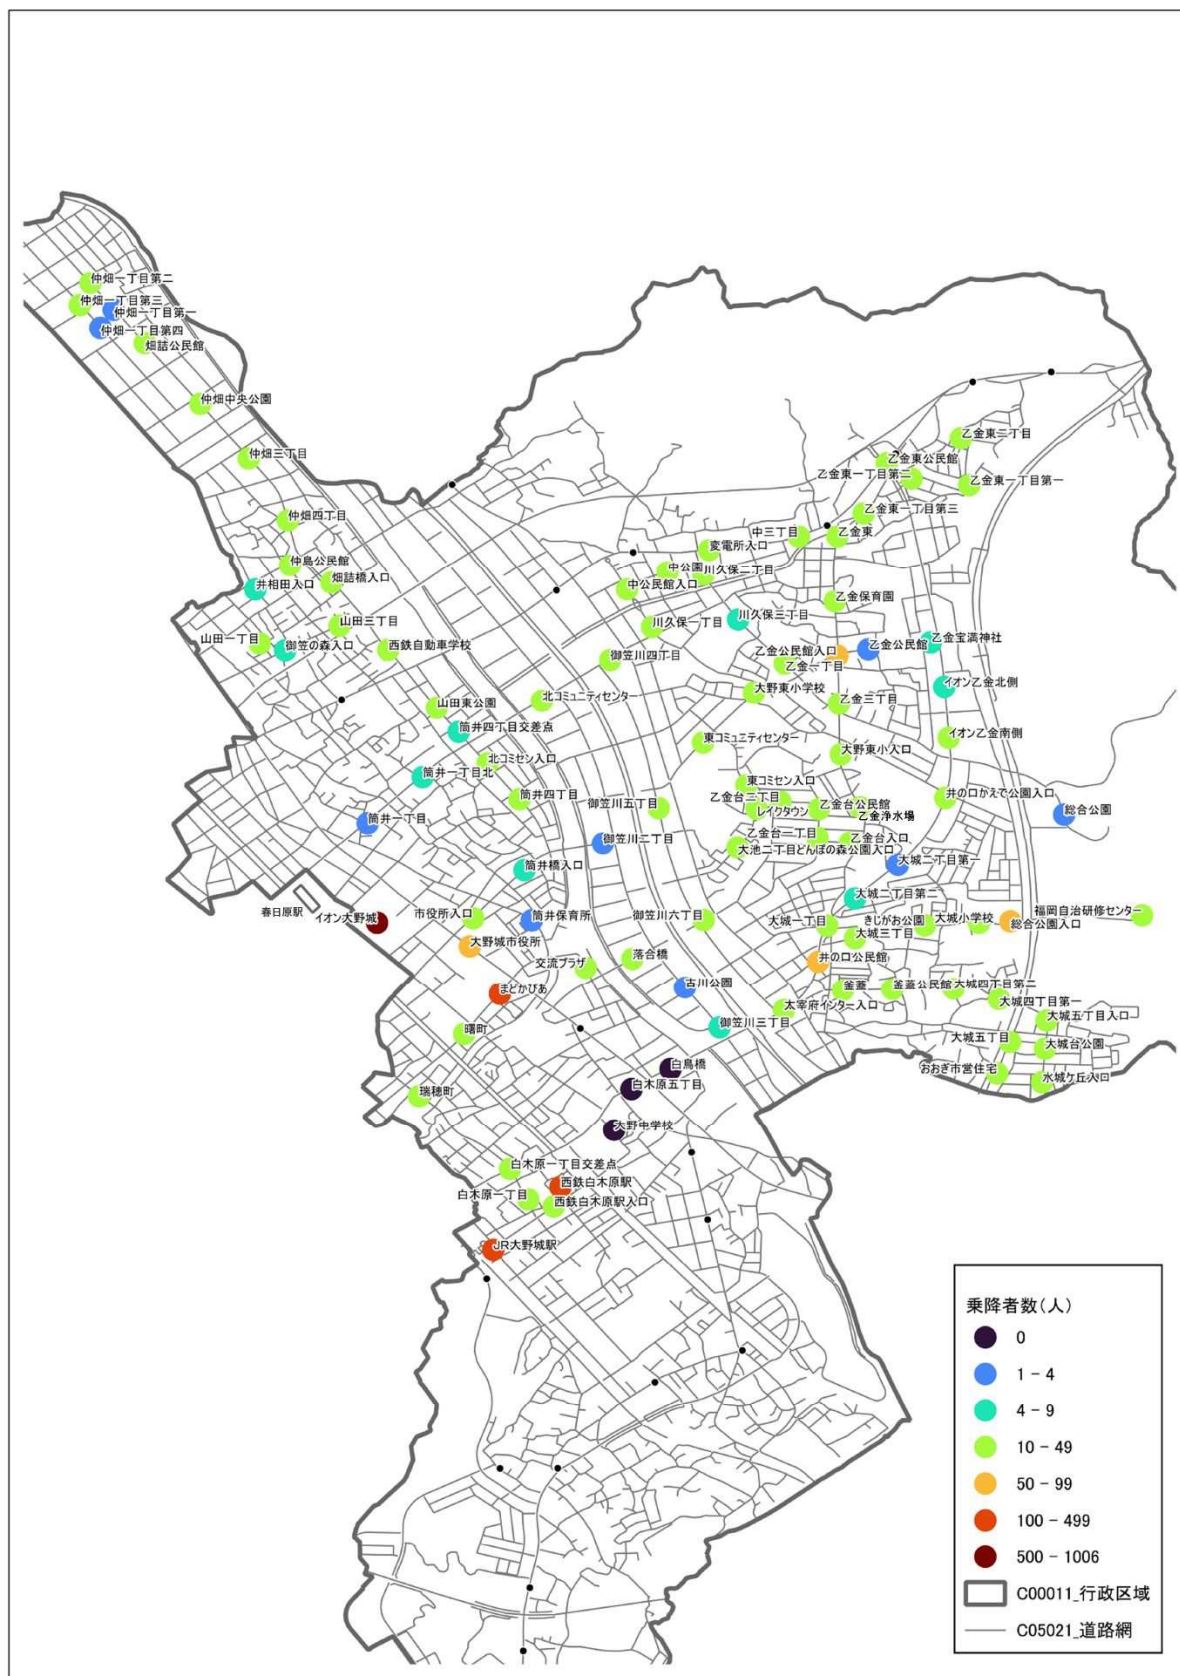 仲畑一丁目第二
仲畑一丁目第三
仲畑一丁目第一
仲畑一丁目第四
畑詰公民館
仲畑中央公園
仲畑三丁目
乙金東二丁目
乙金東公民館
乙金東一丁目第二
乙金東一丁目第一
乙金東一丁目第三
仲畑四丁目
中三丁目
乙金東
変電所入口
仲島公民館
中公園
川久保二丁目
井相田入口
畑詰橋入口
中公民館入口
乙金保育園
川久保三丁目
山田三丁目
川久保一丁目
山田一丁目
御笠の森入口
西鉄自動車学校
乙金宝満神社
乙金公民館
乙金公民館入口
御笠川四丁目
乙金二丁目
イオン乙金北側
大野東小学校
北コミュニティセンター
山田東公園
乙金三丁目
筒井四丁目交差点
イオン乙金南側
東コミュニティセンター
大野東小入口
北コミセン入口
筒井一丁目北
東コミセン入口
井の口かえで公園入口
筒井四丁目
乙金台二丁目
御笠川五丁目
乙金台公民館
レイクタウン
乙金浄水場
総合公園
筒井一丁目
乙金台一丁目
乙金台入口
御笠川二丁目
大池二丁目どんぽの森公園入口
大城二丁目第一
筒井橋入口
大城二丁目第二
春日原駅
イオン大野城
市役所入口
筒井保育所
御笠川六丁目
大城一丁目
きじがお公園
大城小学校
福岡自治研修センター
総合公園入口
大城三丁目
大野城市役所
落合橋
井の口公民館
交流プラザ
まどかぴあ
古川公園
釜蓋
釜蓋公民館
大城四丁目第二
大城四丁目第一
太宰府インター入口
大城五丁目入口
御笠川三丁目
曙町
大城五丁目
大城台公園
白鳥橋
おおぎ市営住宅
水城ケ丘入口
白木原五丁目
瑞穂町
大野中学校
白木原一丁目交差点
西鉄白木原駅
白木原一丁目
西鉄白木原駅入口
JR大野城駅
乗降者数(人)
0
1 - 4
4 - 9
10 - 49
50 - 99
100 - 499
500 - 1006
C00011_行政区域
C05021_道路網